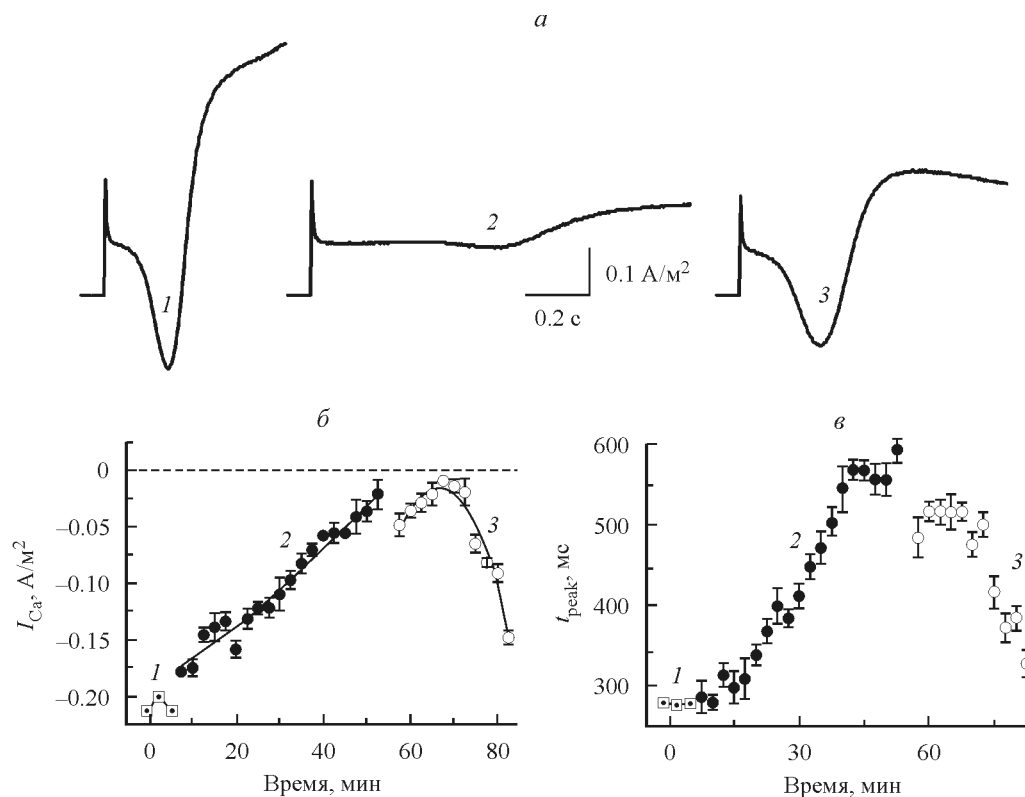 а
1
2
3
0.1 А/м²
0.2 с
б
0
–0.05
–0.10
–0.15
–0.20
I_Ca, А/м²
1
2
3
0
20
40
60
80
Время, мин
в
600
500
400
300
t_peak, мс
1
2
3
0
30
60
Время, мин